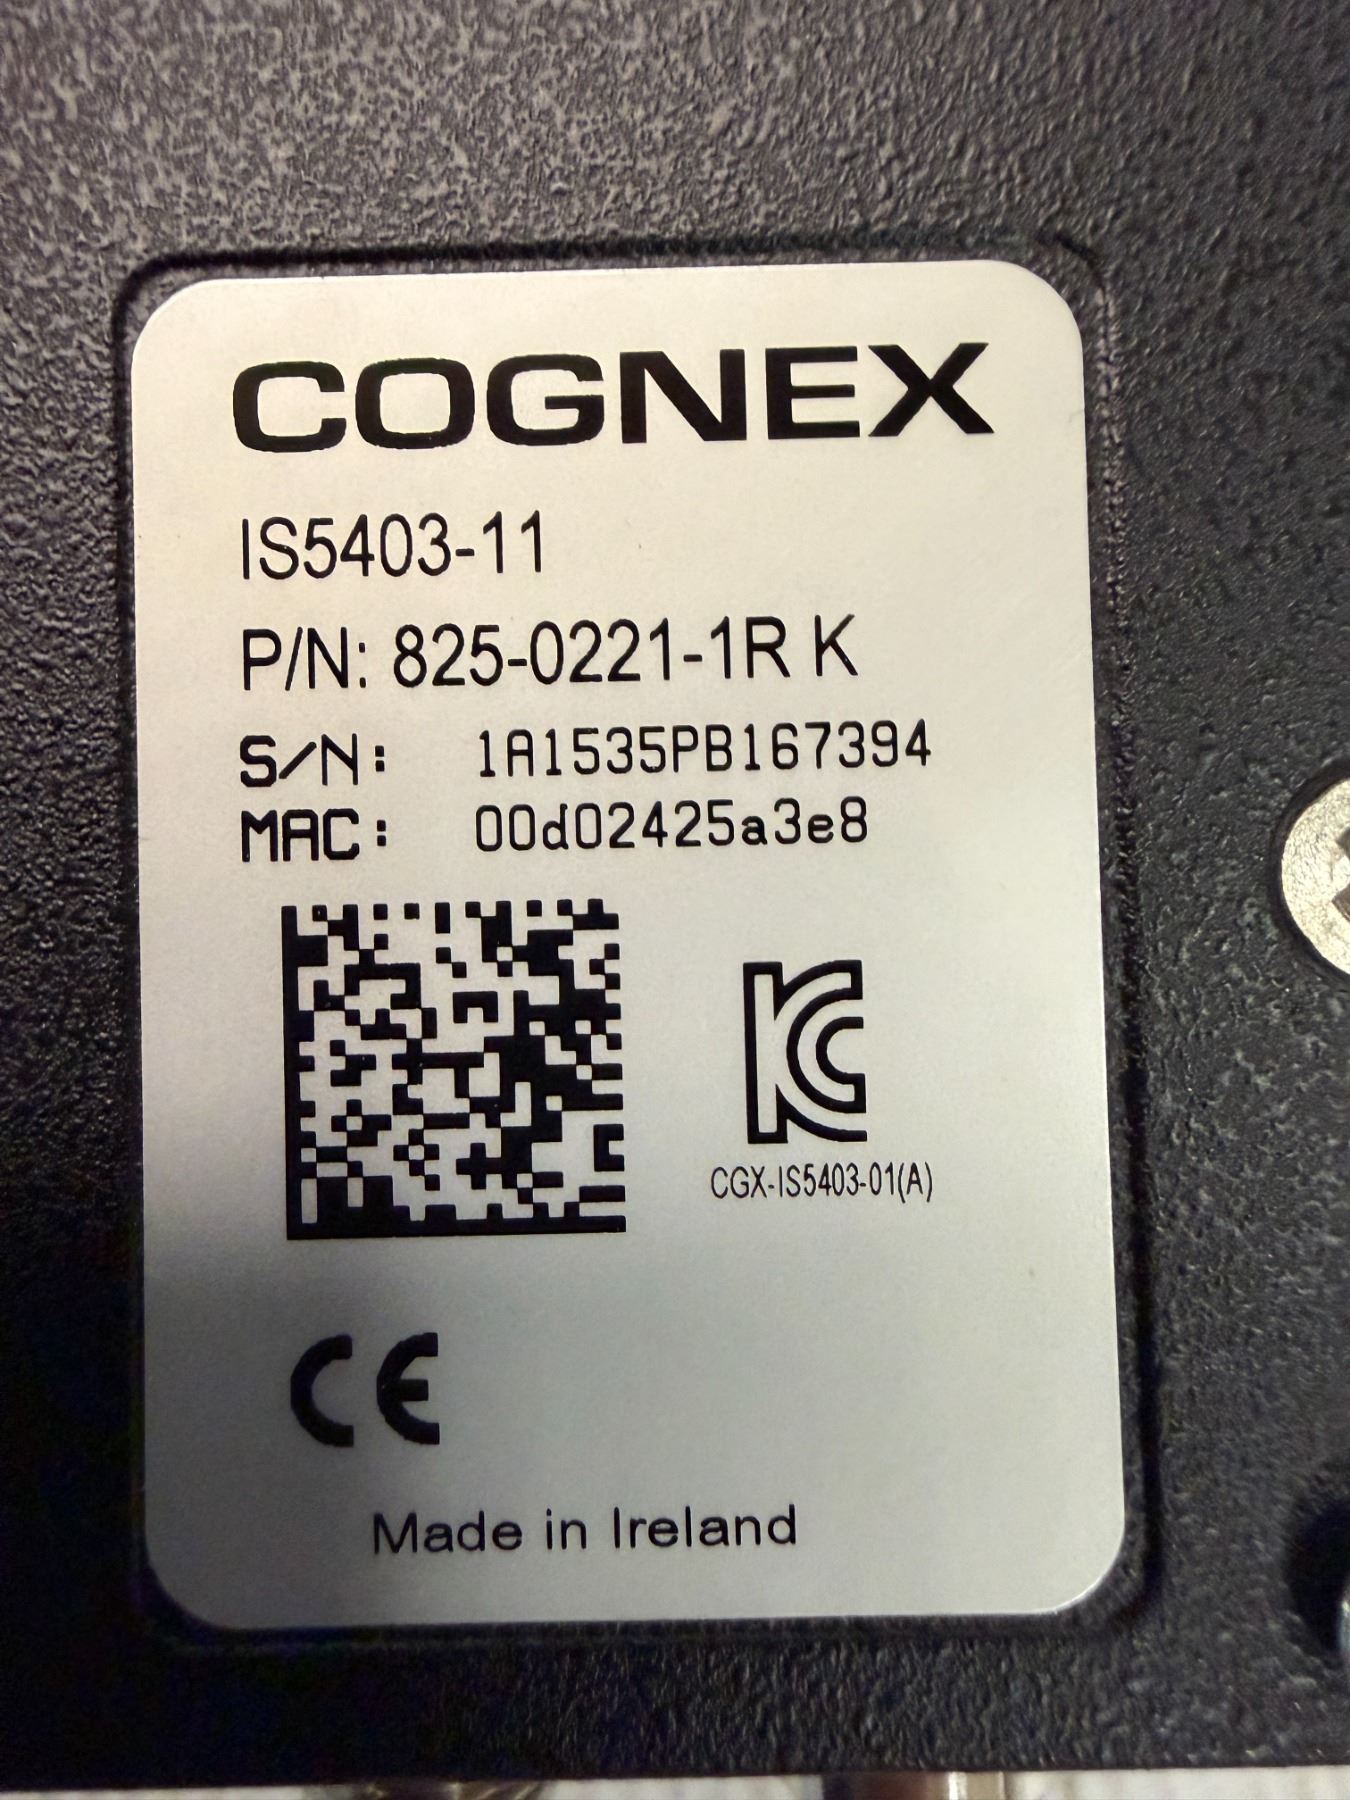 COGNEX
IS5403-11
P/N: 825-0221-1R K
S/N: 1A1535PB167394
MAC: 00d02425a3e8
CGX-IS5403-01(A)
CE
Made in Ireland